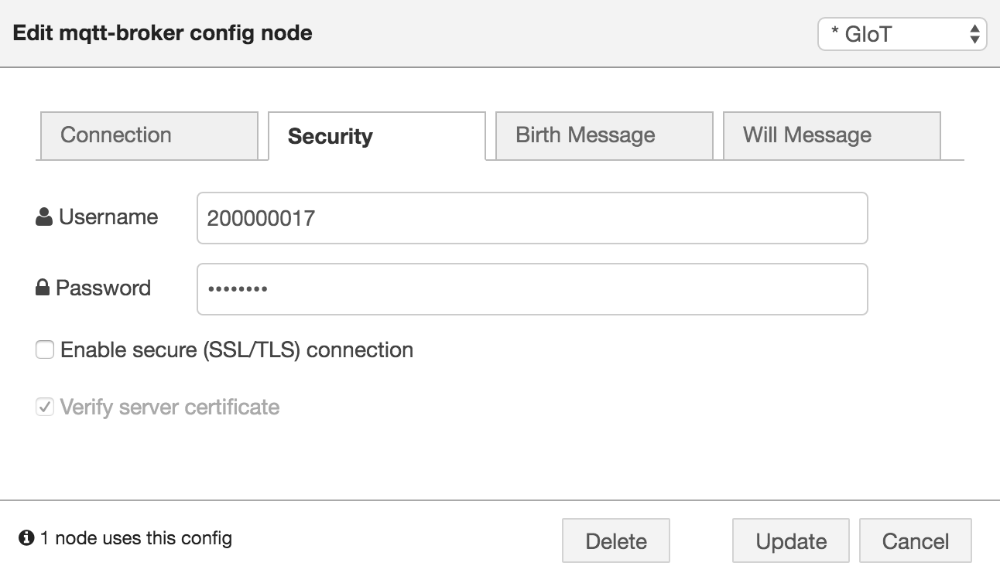 Edit mqtt-broker config node
* GIoT
Connection
Security
Birth Message
Will Message
Username
200000017
Password
••••••••
Enable secure (SSL/TLS) connection
Verify server certificate
1 node uses this config
Delete
Update
Cancel